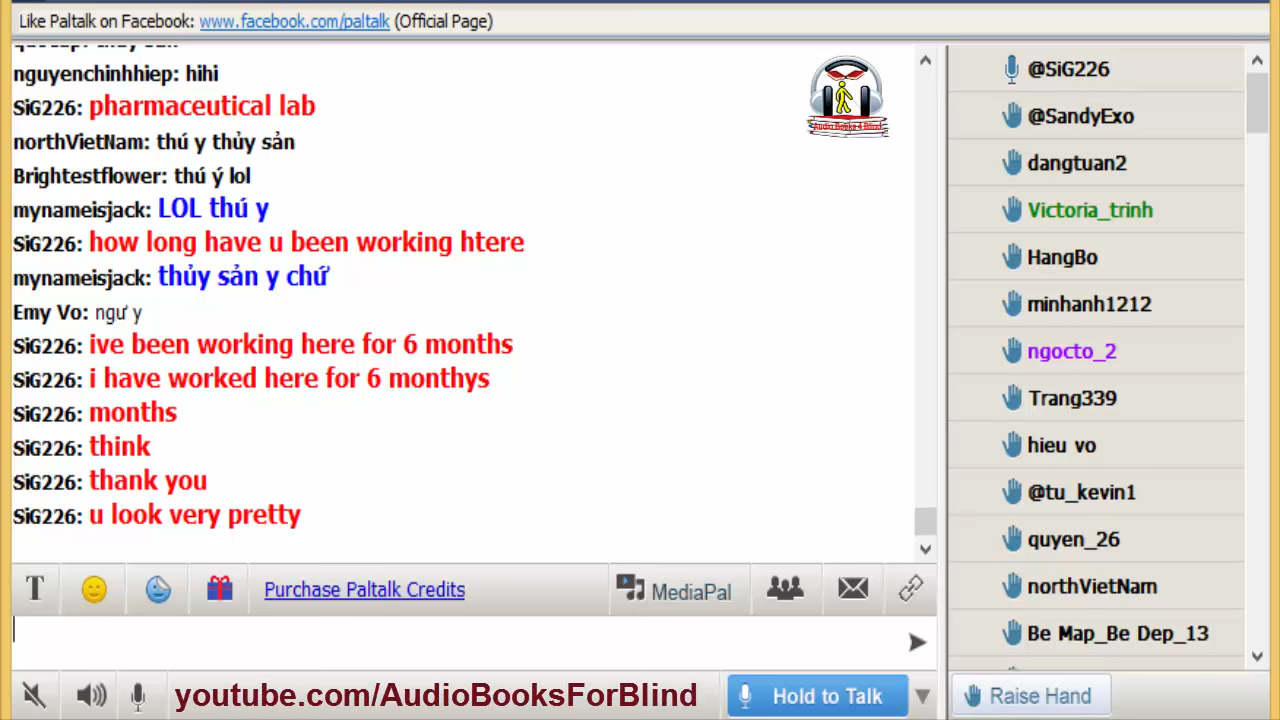 Like Paltalk on Facebook: www.facebook.com/paltalk (Official Page)
nguyenchinhhiep: hihi
SiG226: pharmaceutical lab
northVietNam: thú y thủy sản
Brightestflower: thú ý lol
mynameisjack: LOL thú y
SiG226: how long have u been working htere
mynameisjack: thủy sản y chứ
Emy Vo: ngư y
SiG226: ive been working here for 6 months
SiG226: i have worked here for 6 monthys
SiG226: months
SiG226: think
SiG226: thank you
SiG226: u look very pretty
Audio Books 4 Blind
@SiG226
@SandyExo
dangtuan2
Victoria_trinh
HangBo
minhanh1212
ngocto_2
Trang339
hieu vo
@tu_kevin1
quyen_26
northVietNam
Be Map_Be Dep_13
T
Purchase Paltalk Credits
MediaPal
youtube.com/AudioBooksForBlind
Hold to Talk
Raise Hand